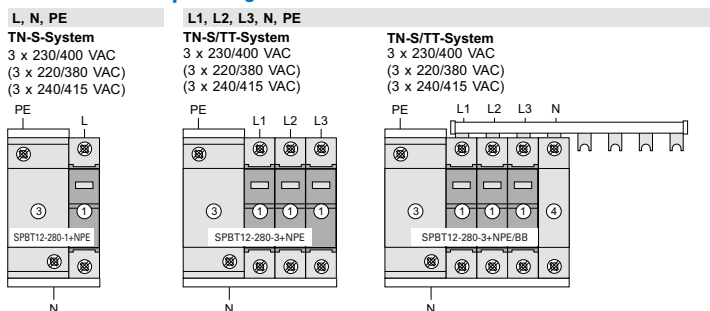 L, N, PE
TN-S-System
3 x 230/400 VAC
(3 x 220/380 VAC)
(3 x 240/415 VAC)
PE
L
3
1
SPBT12-280-1+NPE
N
L1, L2, L3, N, PE
TN-S/TT-System
3 x 230/400 VAC
(3 x 220/380 VAC)
(3 x 240/415 VAC)
PE
L1 L2 L3
3
1 1 1
SPBT12-280-3+NPE
N
TN-S/TT-System
3 x 230/400 VAC
(3 x 220/380 VAC)
(3 x 240/415 VAC)
PE
L1 L2 L3 N
3
1 1 1 4
SPBT12-280-3+NPE/BB
N